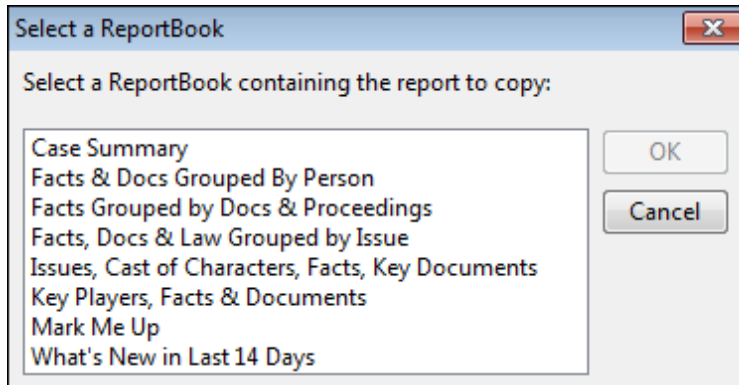 Select a ReportBook
Select a ReportBook containing the report to copy:
Case Summary
Facts & Docs Grouped By Person
Facts Grouped by Docs & Proceedings
Facts, Docs & Law Grouped by Issue
Issues, Cast of Characters, Facts, Key Documents
Key Players, Facts & Documents
Mark Me Up
What's New in Last 14 Days
OK
Cancel